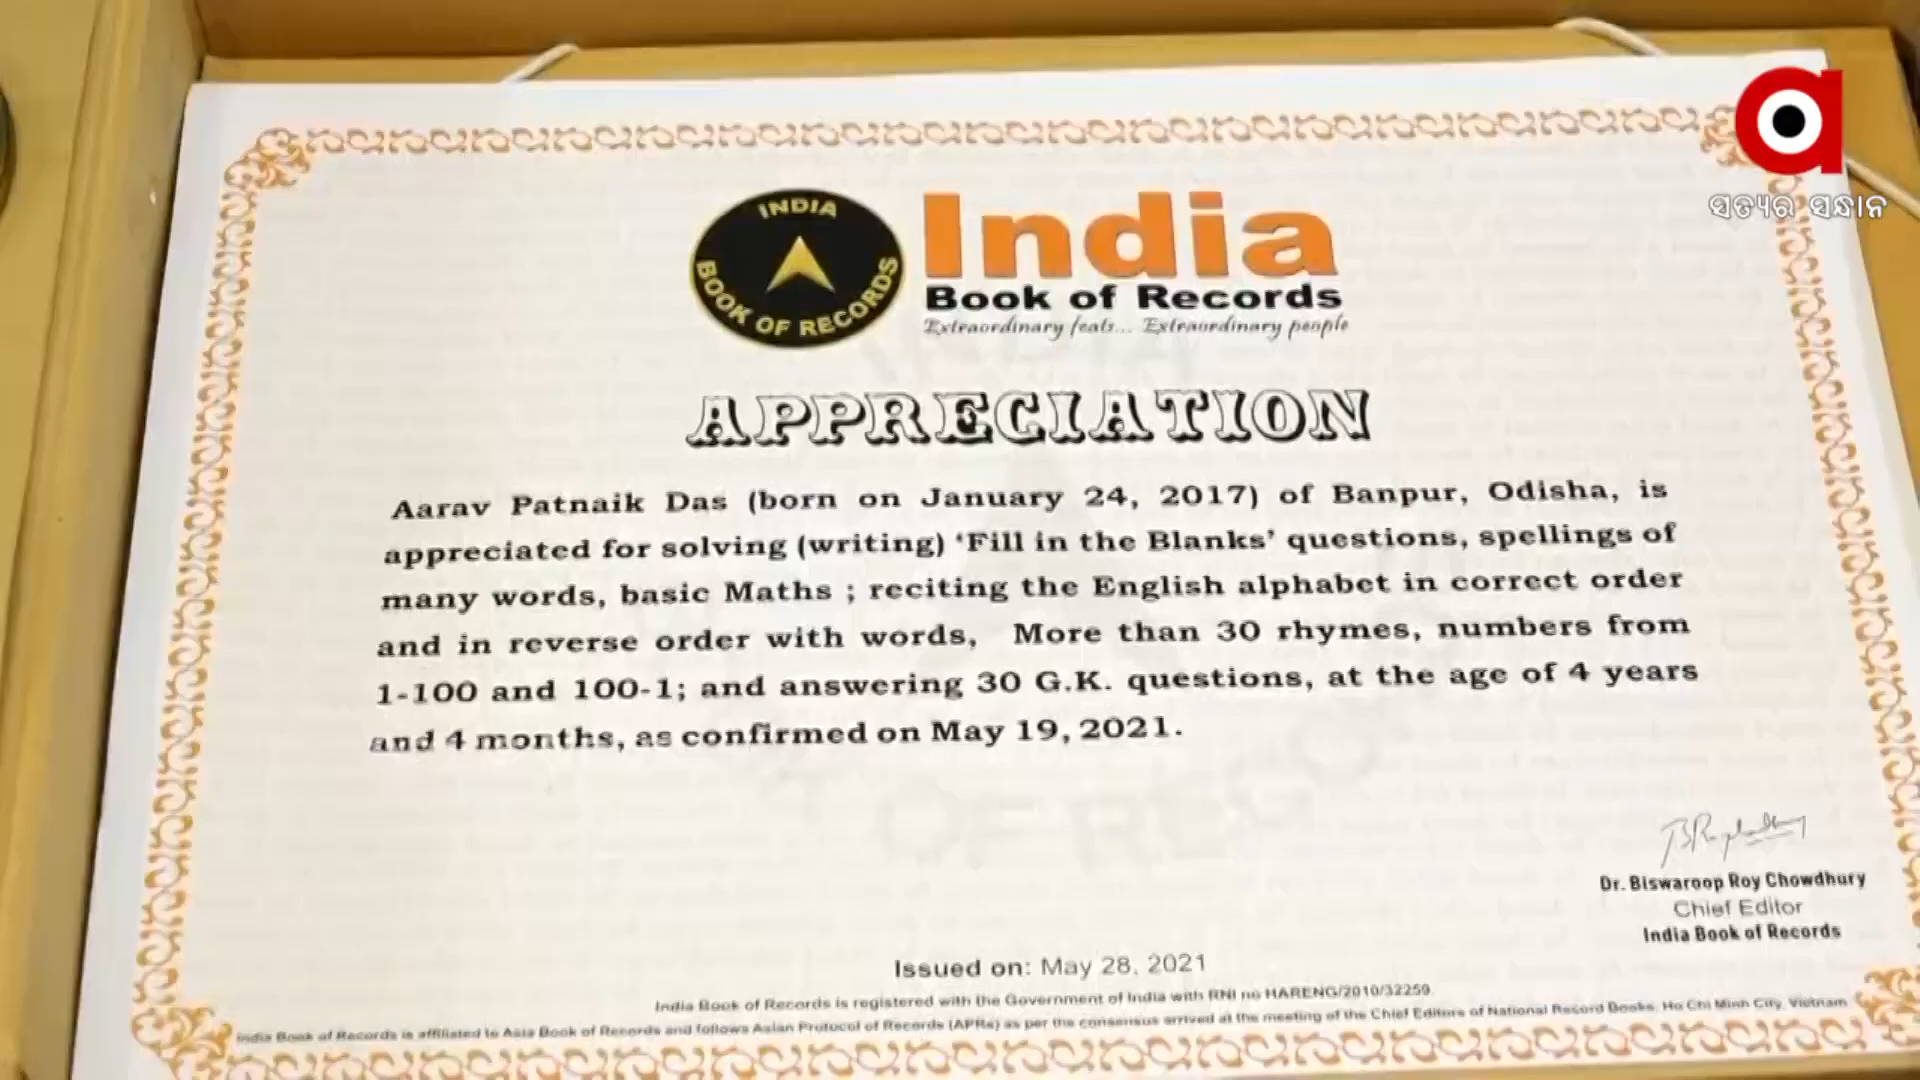 a
ସତ୍ୟର ସନ୍ଧାନ
INDIA
BOOK OF RECORDS
India
Book of Records
Extraordinary feats... Extraordinary people
APPRECIATION
Aarav Patnaik Das (born on January 24, 2017) of Banpur, Odisha, is
appreciated for solving (writing) ‘Fill in the Blanks’ questions, spellings of
many words, basic Maths ; reciting the English alphabet in correct order
and in reverse order with words, More than 30 rhymes, numbers from
1-100 and 100-1; and answering 30 G.K. questions, at the age of 4 years
and 4 months, as confirmed on May 19, 2021.
Dr. Biswaroop Roy Chowdhury
Chief Editor
India Book of Records
Issued on: May 28, 2021
India Book of Records is registered with the Government of India with RNI no HARENG/2010/32259.
India Book of Records is affiliated to Asia Book of Records and follows Asian Protocol of Records (APRs) as per the consensus arrived at the meeting of the Chief Editors of National Record Books, Ho Chi Minh City, Vietnam